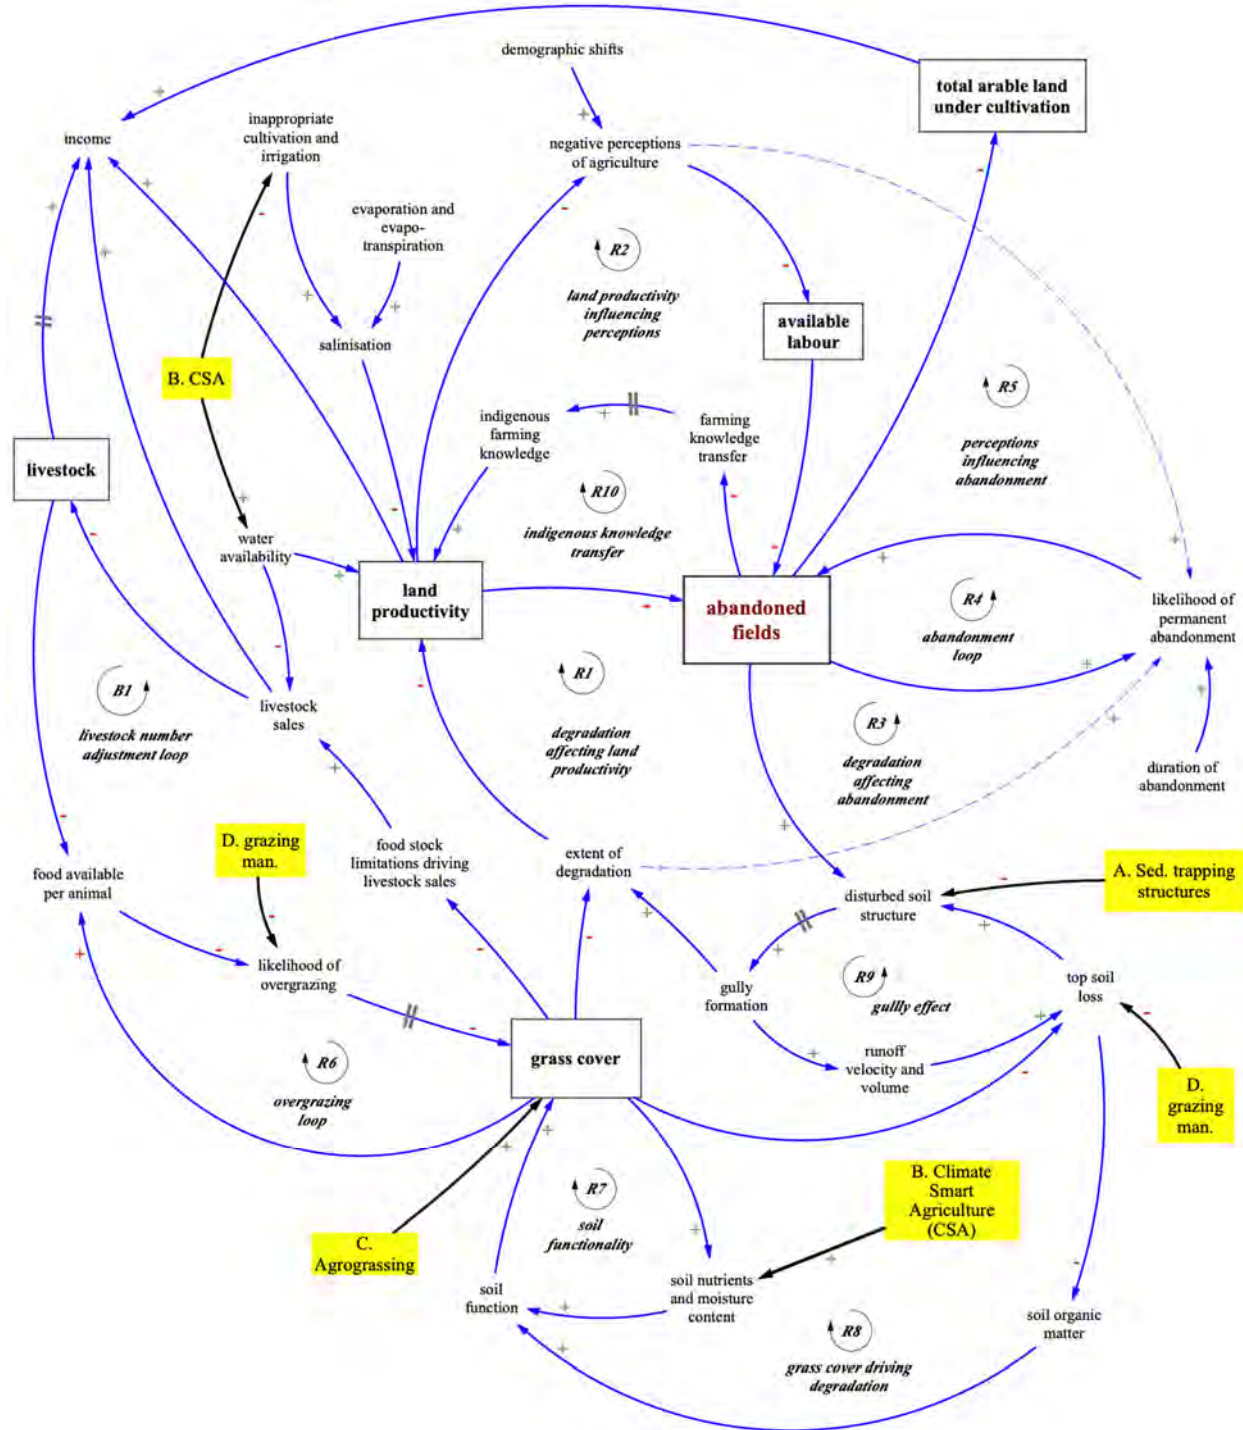 demographic shifts
total arable land
under cultivation
income
inappropriate
cultivation and
irrigation
negative perceptions
of agriculture
evaporation and
evapo-
transpiration
R2
land productivity
influencing
perceptions
available
labour
salinisation
B. CSA
R5
perceptions
influencing
abandonment
indigenous
farming
knowledge
farming
knowledge
transfer
livestock
R10
indigenous knowledge
transfer
water
availability
land
productivity
abandoned
fields
R4
abandonment
loop
likelihood of
permanent
abandonment
B1
livestock number
adjustment loop
livestock
sales
R1
degradation
affecting land
productivity
R3
degradation
affecting
abandonment
duration of
abandonment
D. grazing
man.
food stock
limitations driving
livestock sales
extent of
degradation
food available
per animal
A. Sed. trapping
structures
disturbed soil
structure
likelihood of
overgrazing
gully
formation
R9
gullly effect
top soil
loss
grass cover
runoff
velocity and
volume
R6
overgrazing
loop
D.
grazing
man.
R7
soil
functionality
B. Climate
Smart
Agriculture
(CSA)
C.
Agrograssing
soil
function
soil nutrients
and moisture
content
soil organic
matter
R8
grass cover driving
degradation